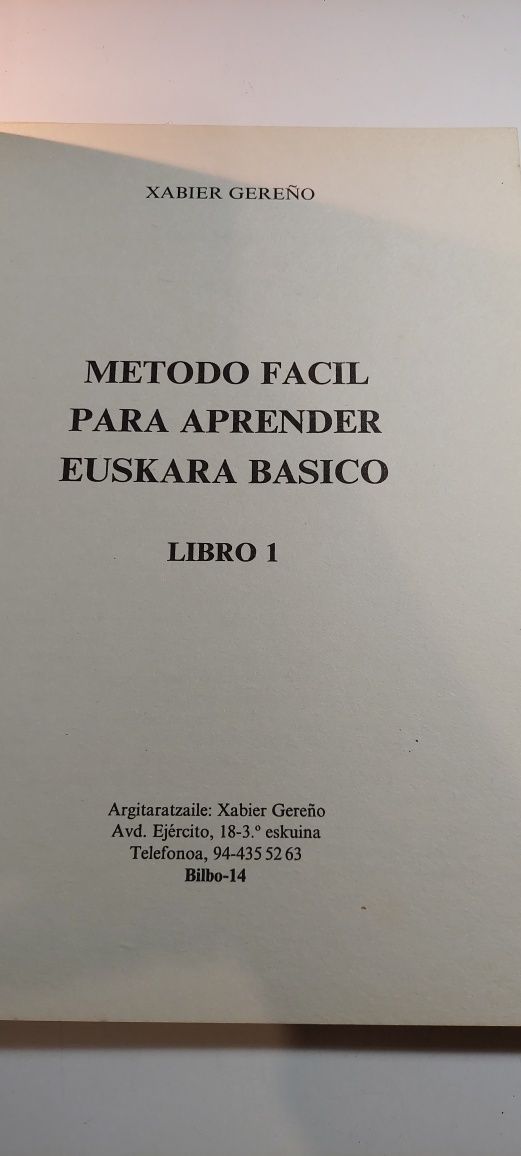 XABIER GEREÑO
METODO FACIL
PARA APRENDER
EUSKARA BASICO
LIBRO 1
Argitaratzaile: Xabier Gereño
Avd. Ejército, 18-3.º eskuina
Telefonoa, 94-435 52 63
Bilbo-14